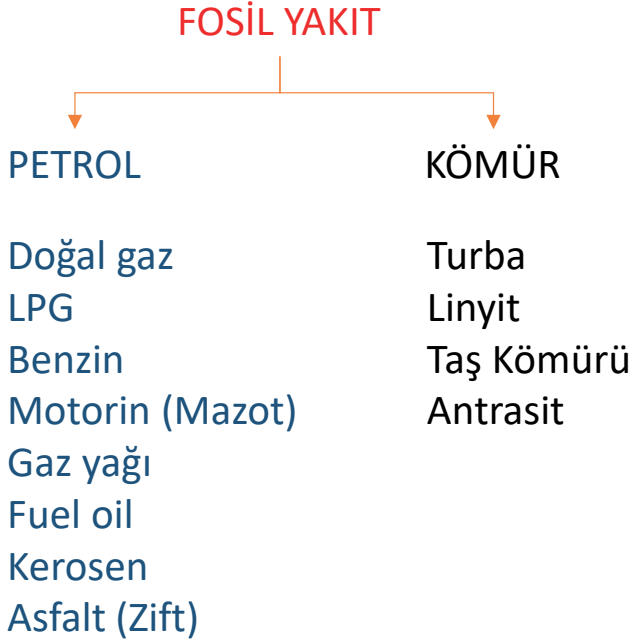 FOSİL YAKIT
PETROL
Doğal gaz
LPG
Benzin
Motorin (Mazot)
Gaz yağı
Fuel oil
Kerosen
Asfalt (Zift)
KÖMÜR
Turba
Linyit
Taş Kömürü
Antrasit